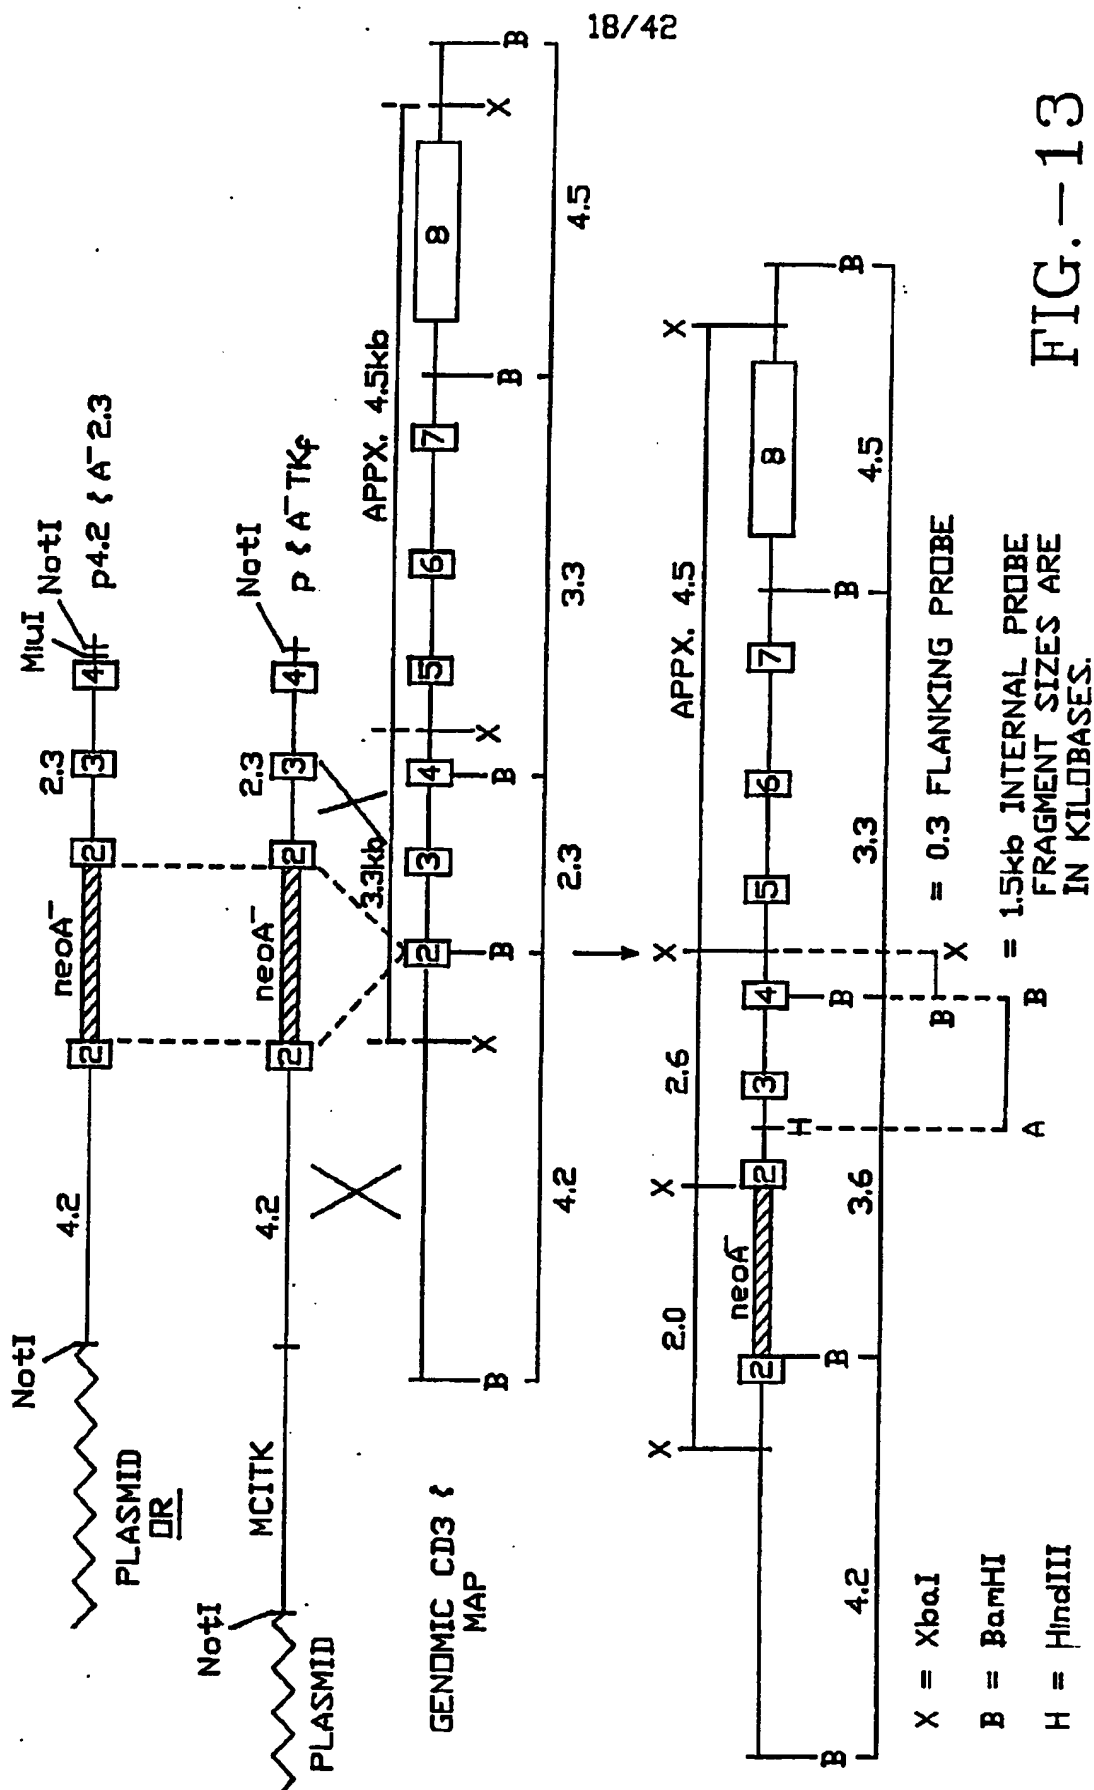 18/42
NotI
MluI
NotI
4.2
2
neoA⁻
2
2.3
3
4
p4.2 ζ A⁻ 2.3
PLASMID
OR
NotI
NotI
MCITK
4.2
2
neoA⁻
2
2.3
3
4
p ζ A⁻ TKf
PLASMID
3.3kb
APPX. 4.5kb
GENOMIC CD3 ζ
MAP
2
3
4
5
6
7
8
B
X
B
B
X
B
X
B
4.2
2.3
3.3
4.5
APPX. 4.5
X
2.0
X
2.6
X
X
2
neoA⁻
2
3
4
5
6
7
8
B
B
H
B
B
B
4.2
3.6
3.3
4.5
B
X
= 0.3 FLANKING PROBE
A
B
= 1.5kb INTERNAL PROBE
FRAGMENT SIZES ARE
IN KILOBASES.
X = XbaI
B = BamHI
H = HindIII
FIG.-13